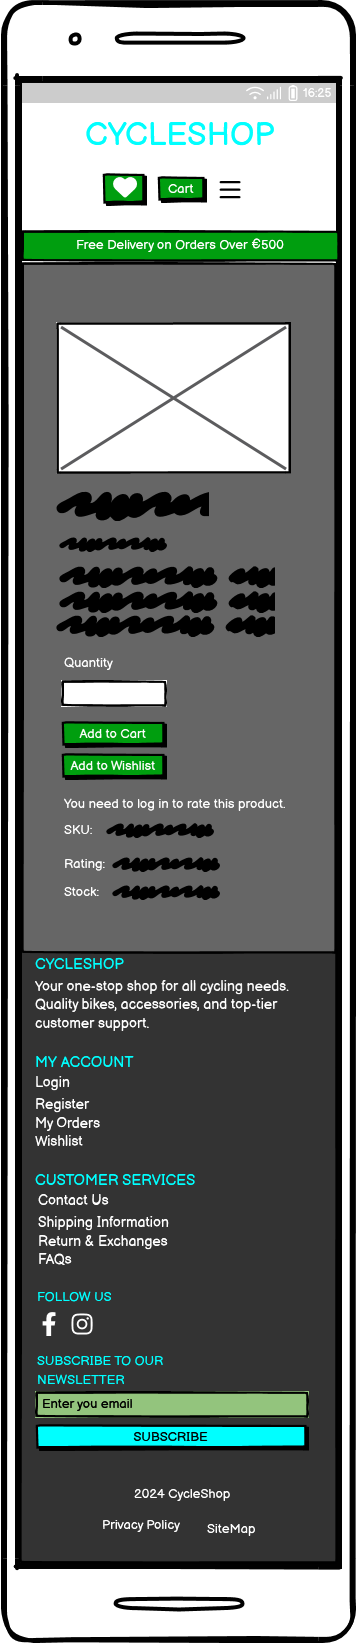 16:25
CYCLESHOP
Cart
Free Delivery on Orders Over €500
Quantity
Add to Cart
Add to Wishlist
You need to log in to rate this product.
SKU:
Rating:
Stock:
CYCLESHOP
Your one-stop shop for all cycling needs.
Quality bikes, accessories, and top-tier
customer support.
MY ACCOUNT
Login
Register
My Orders
Wishlist
CUSTOMER SERVICES
Contact Us
Shipping Information
Return & Exchanges
FAQs
FOLLOW US
SUBSCRIBE TO OUR
NEWSLETTER
Enter you email
SUBSCRIBE
2024 CycleShop
Privacy Policy SiteMap